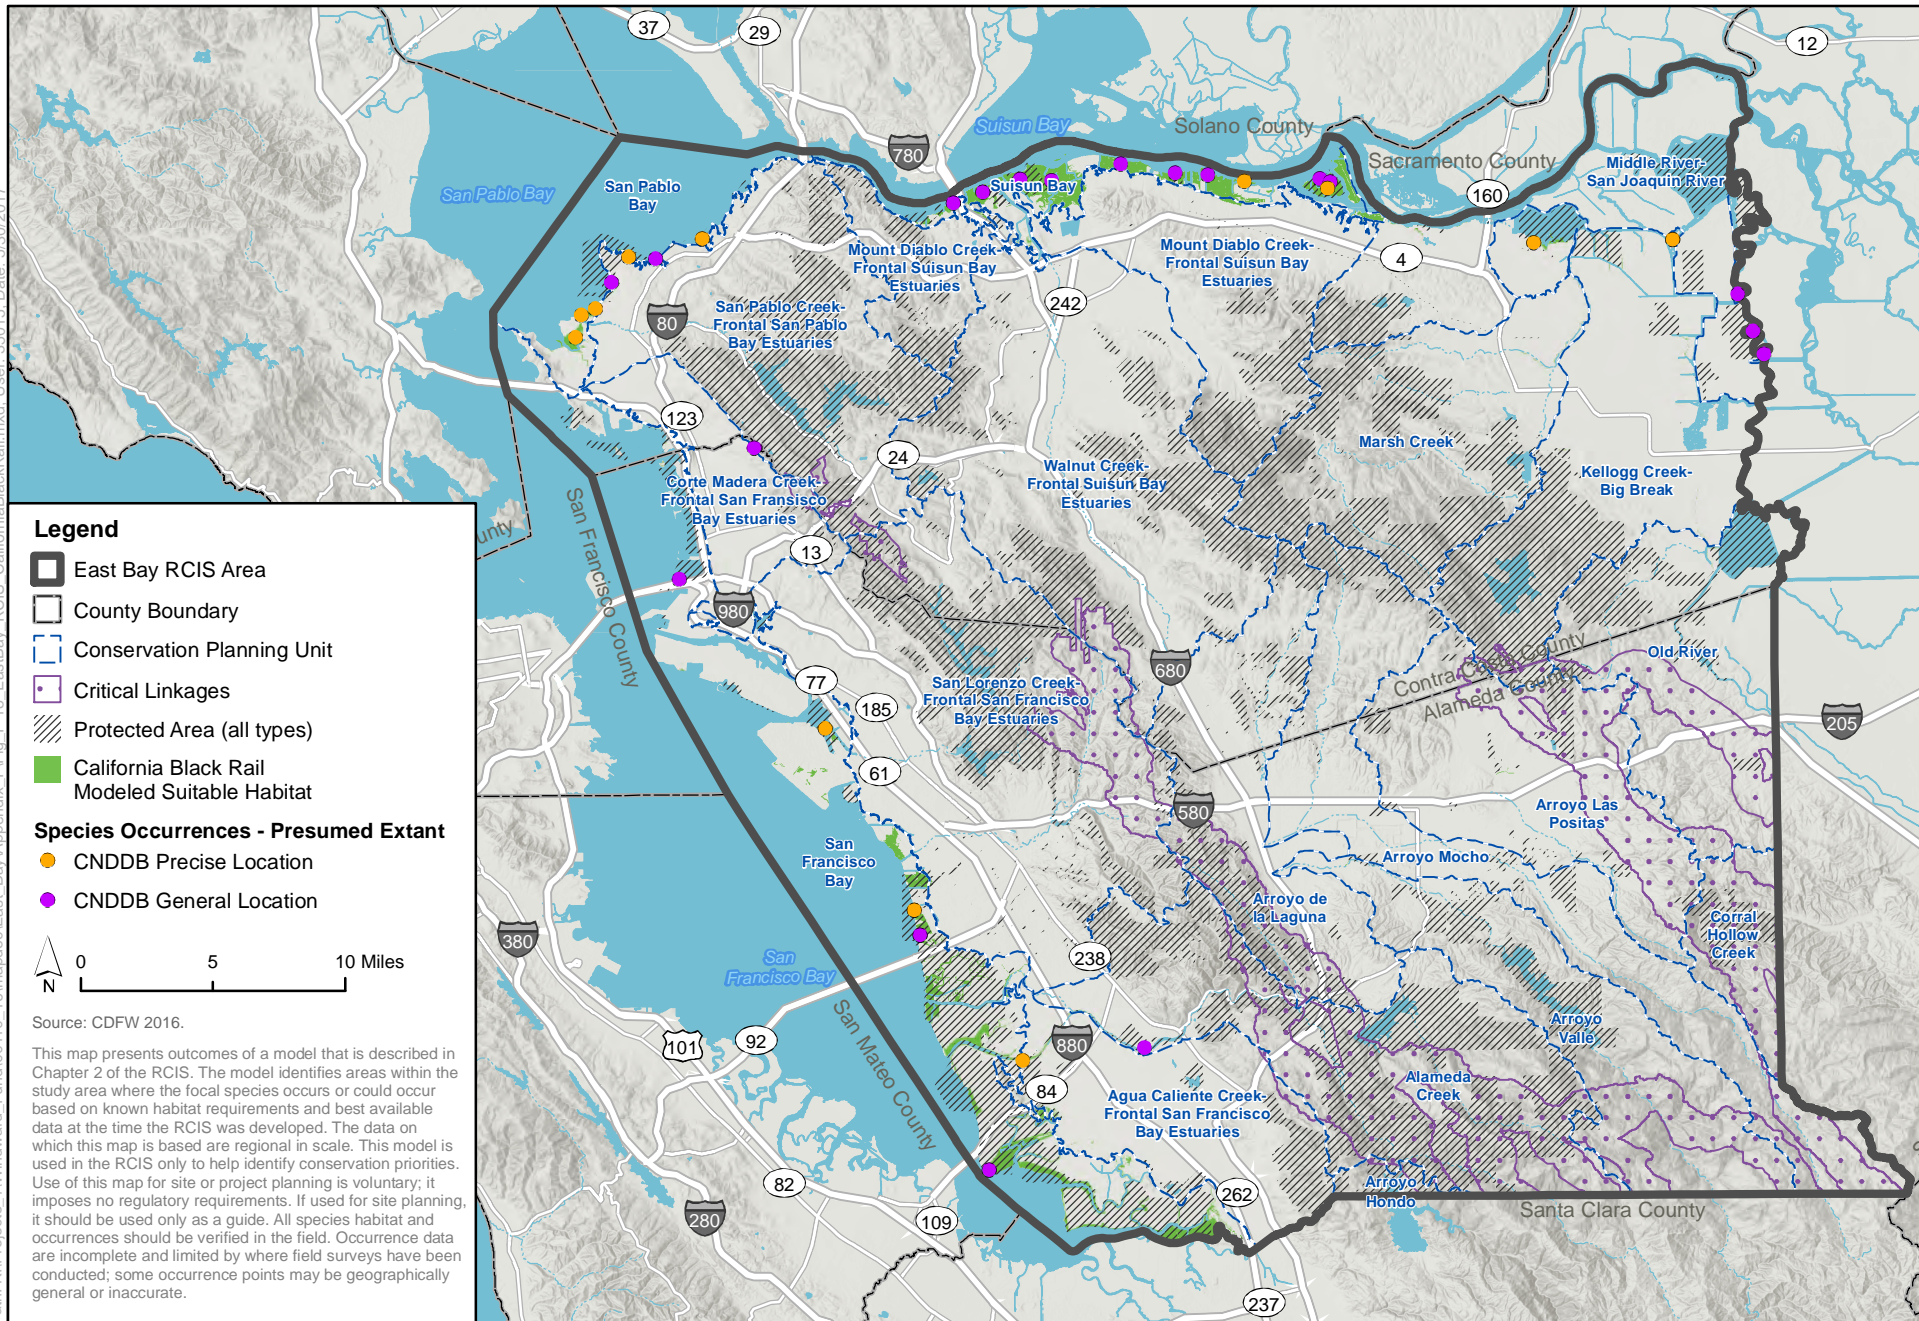 37
29
12
780
Suisun Bay
Solano County
Sacramento County
Middle River-
San Joaquin River
160
San Pablo Bay
San Pablo
Bay
Suisun Bay
Mount Diablo Creek-
Frontal Suisun Bay
Estuaries
Mount Diablo Creek-
Frontal Suisun Bay
Estuaries
4
242
80
San Pablo Creek-
Frontal San Pablo
Bay Estuaries
123
24
Marsh Creek
Walnut Creek-
Frontal Suisun Bay
Estuaries
Kellogg Creek-
Big Break
Corte Madera Creek-
Frontal San Fransisco
Bay Estuaries
13
980
San Francisco County
unty
680
Contra Costa County
Alameda County
Old River
205
San Lorenzo Creek-
Frontal San Francisco
Bay Estuaries
77
185
61
580
Arroyo Las
Positas
Arroyo Mocho
San
Francisco
Bay
Arroyo de
la Laguna
Corral
Hollow
Creek
380
San
Francisco Bay
238
San Mateo County
101
92
880
84
Arroyo
Valle
Alameda
Creek
Agua Caliente Creek-
Frontal San Francisco
Bay Estuaries
82
280
109
262
237
Arroyo
Hondo
Santa Clara County
Legend
East Bay RCIS Area
County Boundary
Conservation Planning Unit
Critical Linkages
Protected Area (all types)
California Black Rail
Modeled Suitable Habitat
Species Occurrences - Presumed Extant
CNDDB Precise Location
CNDDB General Location
0 5 10 Miles
N
Source: CDFW 2016.
This map presents outcomes of a model that is described in
Chapter 2 of the RCIS. The model identifies areas within the
study area where the focal species occurs or could occur
based on known habitat requirements and best available
data at the time the RCIS was developed. The data on
which this map is based are regional in scale. This model is
used in the RCIS only to help identify conservation priorities.
Use of this map for site or project planning is voluntary; it
imposes no regulatory requirements. If used for site planning,
it should be used only as a guide. All species habitat and
occurrences should be verified in the field. Occurrence data
are incomplete and limited by where field surveys have been
conducted; some occurrence points may be geographically
general or inaccurate.